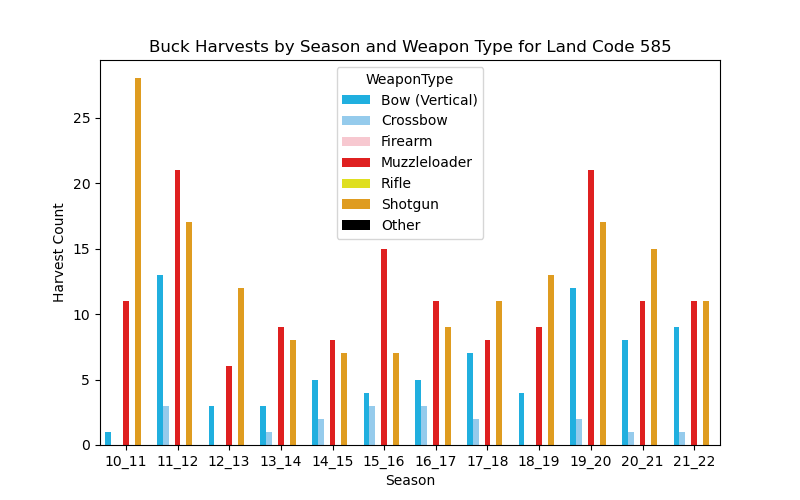 Buck Harvests by Season and Weapon Type for Land Code 585
WeaponType
Bow (Vertical)
Crossbow
Firearm
Muzzleloader
Rifle
Shotgun
Other
Harvest Count
25
20
15
10
5
0
10_11 11_12 12_13 13_14 14_15 15_16 16_17 17_18 18_19 19_20 20_21 21_22
Season